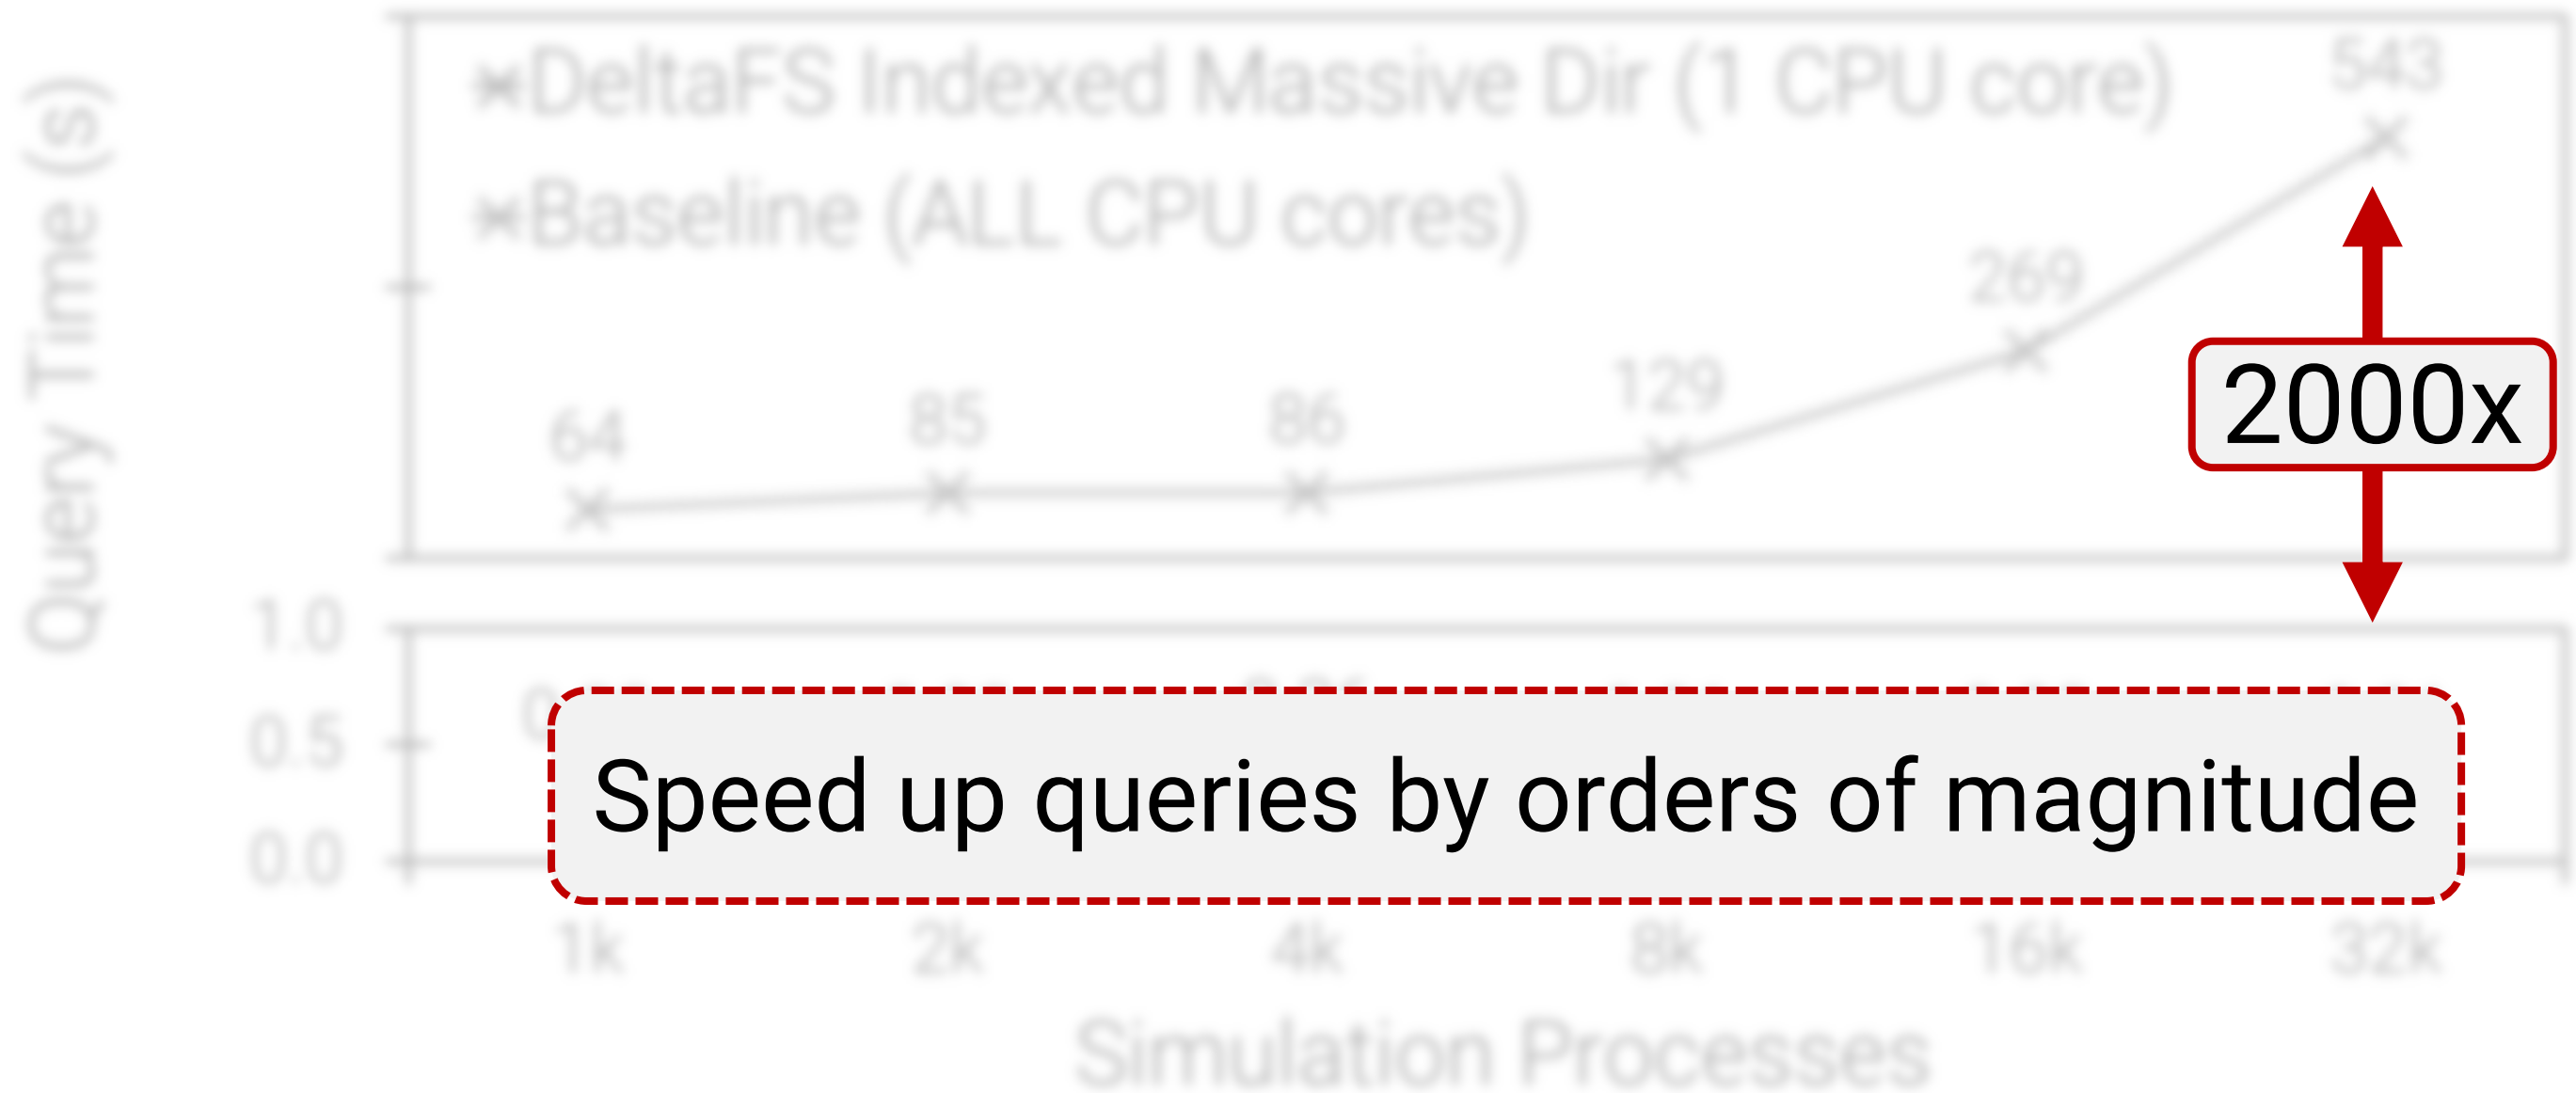 DeltaFS Indexed Massive Dir (1 CPU core)
Baseline (ALL CPU cores)
543
269
129
86
85
64
2000x
Query Time (s)
1.0
0.5
0.0
Speed up queries by orders of magnitude
1k 2k 4k 8k 16k 32k
Simulation Processes